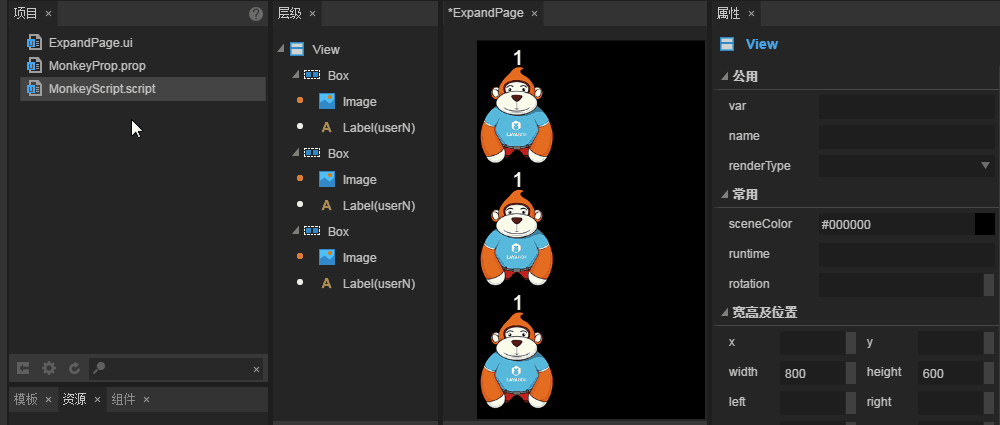 项目 ×
ExpandPage.ui
MonkeyProp.prop
MonkeyScript.script
×
模板 × 资源 × 组件 ×
层级 ×
View
Box
Image
A Label(userN)
Box
Image
A Label(userN)
Box
Image
A Label(userN)
*ExpandPage ×
1
LAYABOX
1
LAYABOX
1
LAYABOX
属性 ×
View
公用
var
name
renderType
常用
sceneColor #000000
runtime
rotation
宽高及位置
x y
width 800 height 600
left right